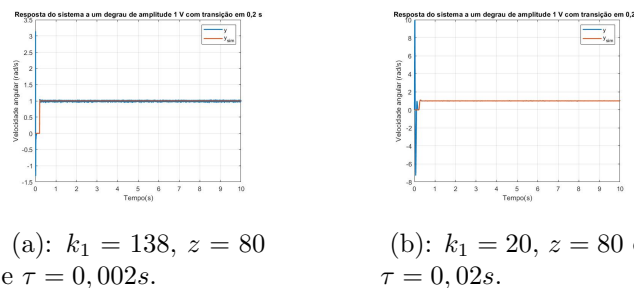 Resposta do sistema a um degrau de amplitude 1 V com transição em 0,2 s
3.5
3
2.5
2
1.5
1
0.5
0
-0.5
-1
-1.5
Velocidade angular (rad/s)
y
y_sim
0 1 2 3 4 5 6 7 8 9 10
Tempo(s)
(a): k₁ = 138, z = 80
e τ = 0,002s.
Resposta do sistema a um degrau de amplitude 1 V com transição em 0,2
10
8
6
4
2
0
-2
-4
-6
-8
Velocidade angular (rad/s)
y
y_sim
0 1 2 3 4 5 6 7 8 9 10
Tempo(s)
(b): k₁ = 20, z = 80
τ = 0,02s.